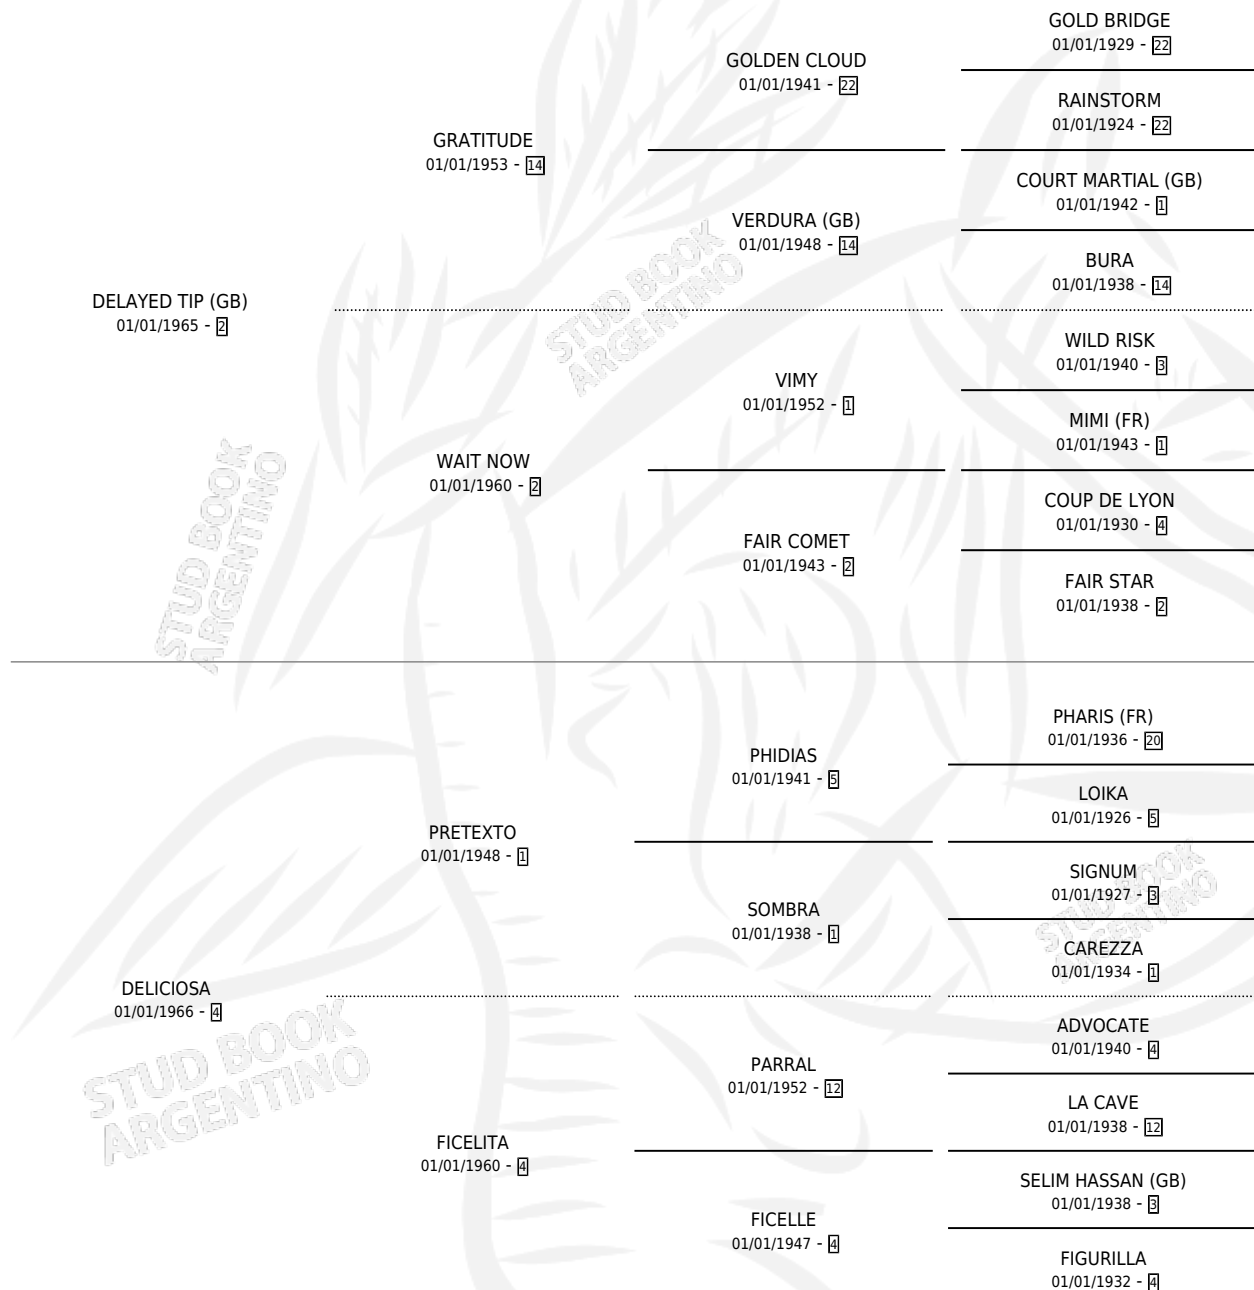 GOLD BRIDGE
01/01/1929 - 22
GOLDEN CLOUD
01/01/1941 - 22
RAINSTORM
01/01/1924 - 22
GRATITUDE
01/01/1953 - 14
COURT MARTIAL (GB)
01/01/1942 - 1
VERDURA (GB)
01/01/1948 - 14
BURA
01/01/1938 - 14
DELAYED TIP (GB)
01/01/1965 - 2
WILD RISK
01/01/1940 - 3
VIMY
01/01/1952 - 1
MIMI (FR)
01/01/1943 - 1
WAIT NOW
01/01/1960 - 2
COUP DE LYON
01/01/1930 - 4
FAIR COMET
01/01/1943 - 2
FAIR STAR
01/01/1938 - 2
PHARIS (FR)
01/01/1936 - 20
PHIDIAS
01/01/1941 - 5
LOIKA
01/01/1926 - 5
PRETEXTO
01/01/1948 - 1
SIGNUM
01/01/1927 - 3
SOMBRA
01/01/1938 - 1
CAREZZA
01/01/1934 - 1
DELICIOSA
01/01/1966 - 4
ADVOCATE
01/01/1940 - 4
PARRAL
01/01/1952 - 12
LA CAVE
01/01/1938 - 12
FICELITA
01/01/1960 - 4
SELIM HASSAN (GB)
01/01/1938 - 3
FICELLE
01/01/1947 - 4
FIGURILLA
01/01/1932 - 4
STUD BOOK
ARGENTINO
STUD BOOK
ARGENTINO
STUD BOOK
ARGENTINO
STUD BOOK
ARGENTINO